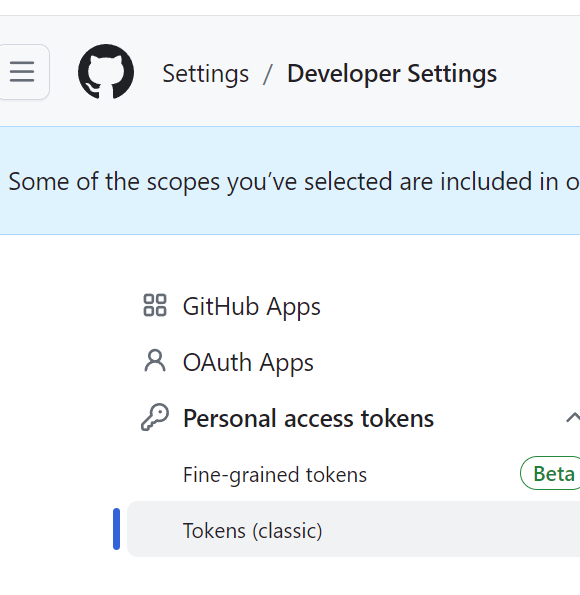 Settings / Developer Settings
Some of the scopes you’ve selected are included in
GitHub Apps
OAuth Apps
Personal access tokens
Fine-grained tokens Beta
Tokens (classic)